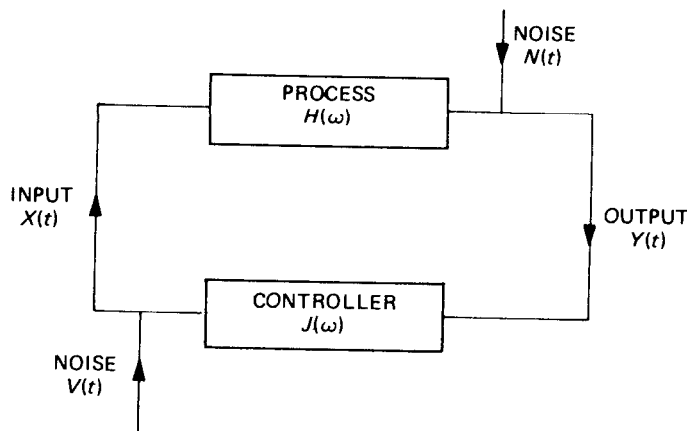 NOISE
N(t)
PROCESS
H(ω)
INPUT
X(t)
OUTPUT
Y(t)
CONTROLLER
J(ω)
NOISE
V(t)